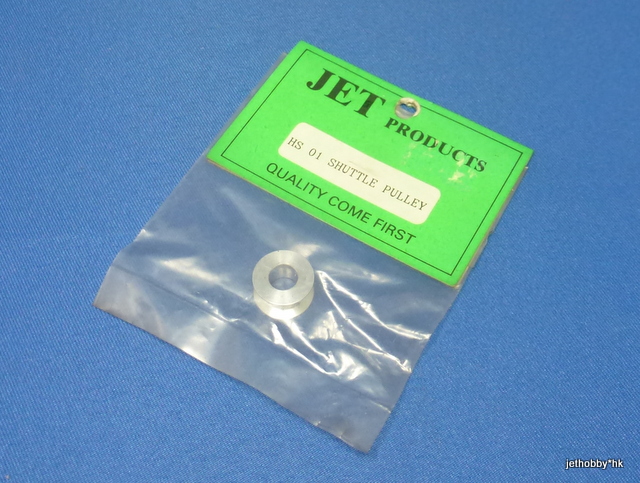 JET PRODUCTS
HS 01 SHUTTLE PULLEY
QUALITY COME FIRST
jethobby*hk